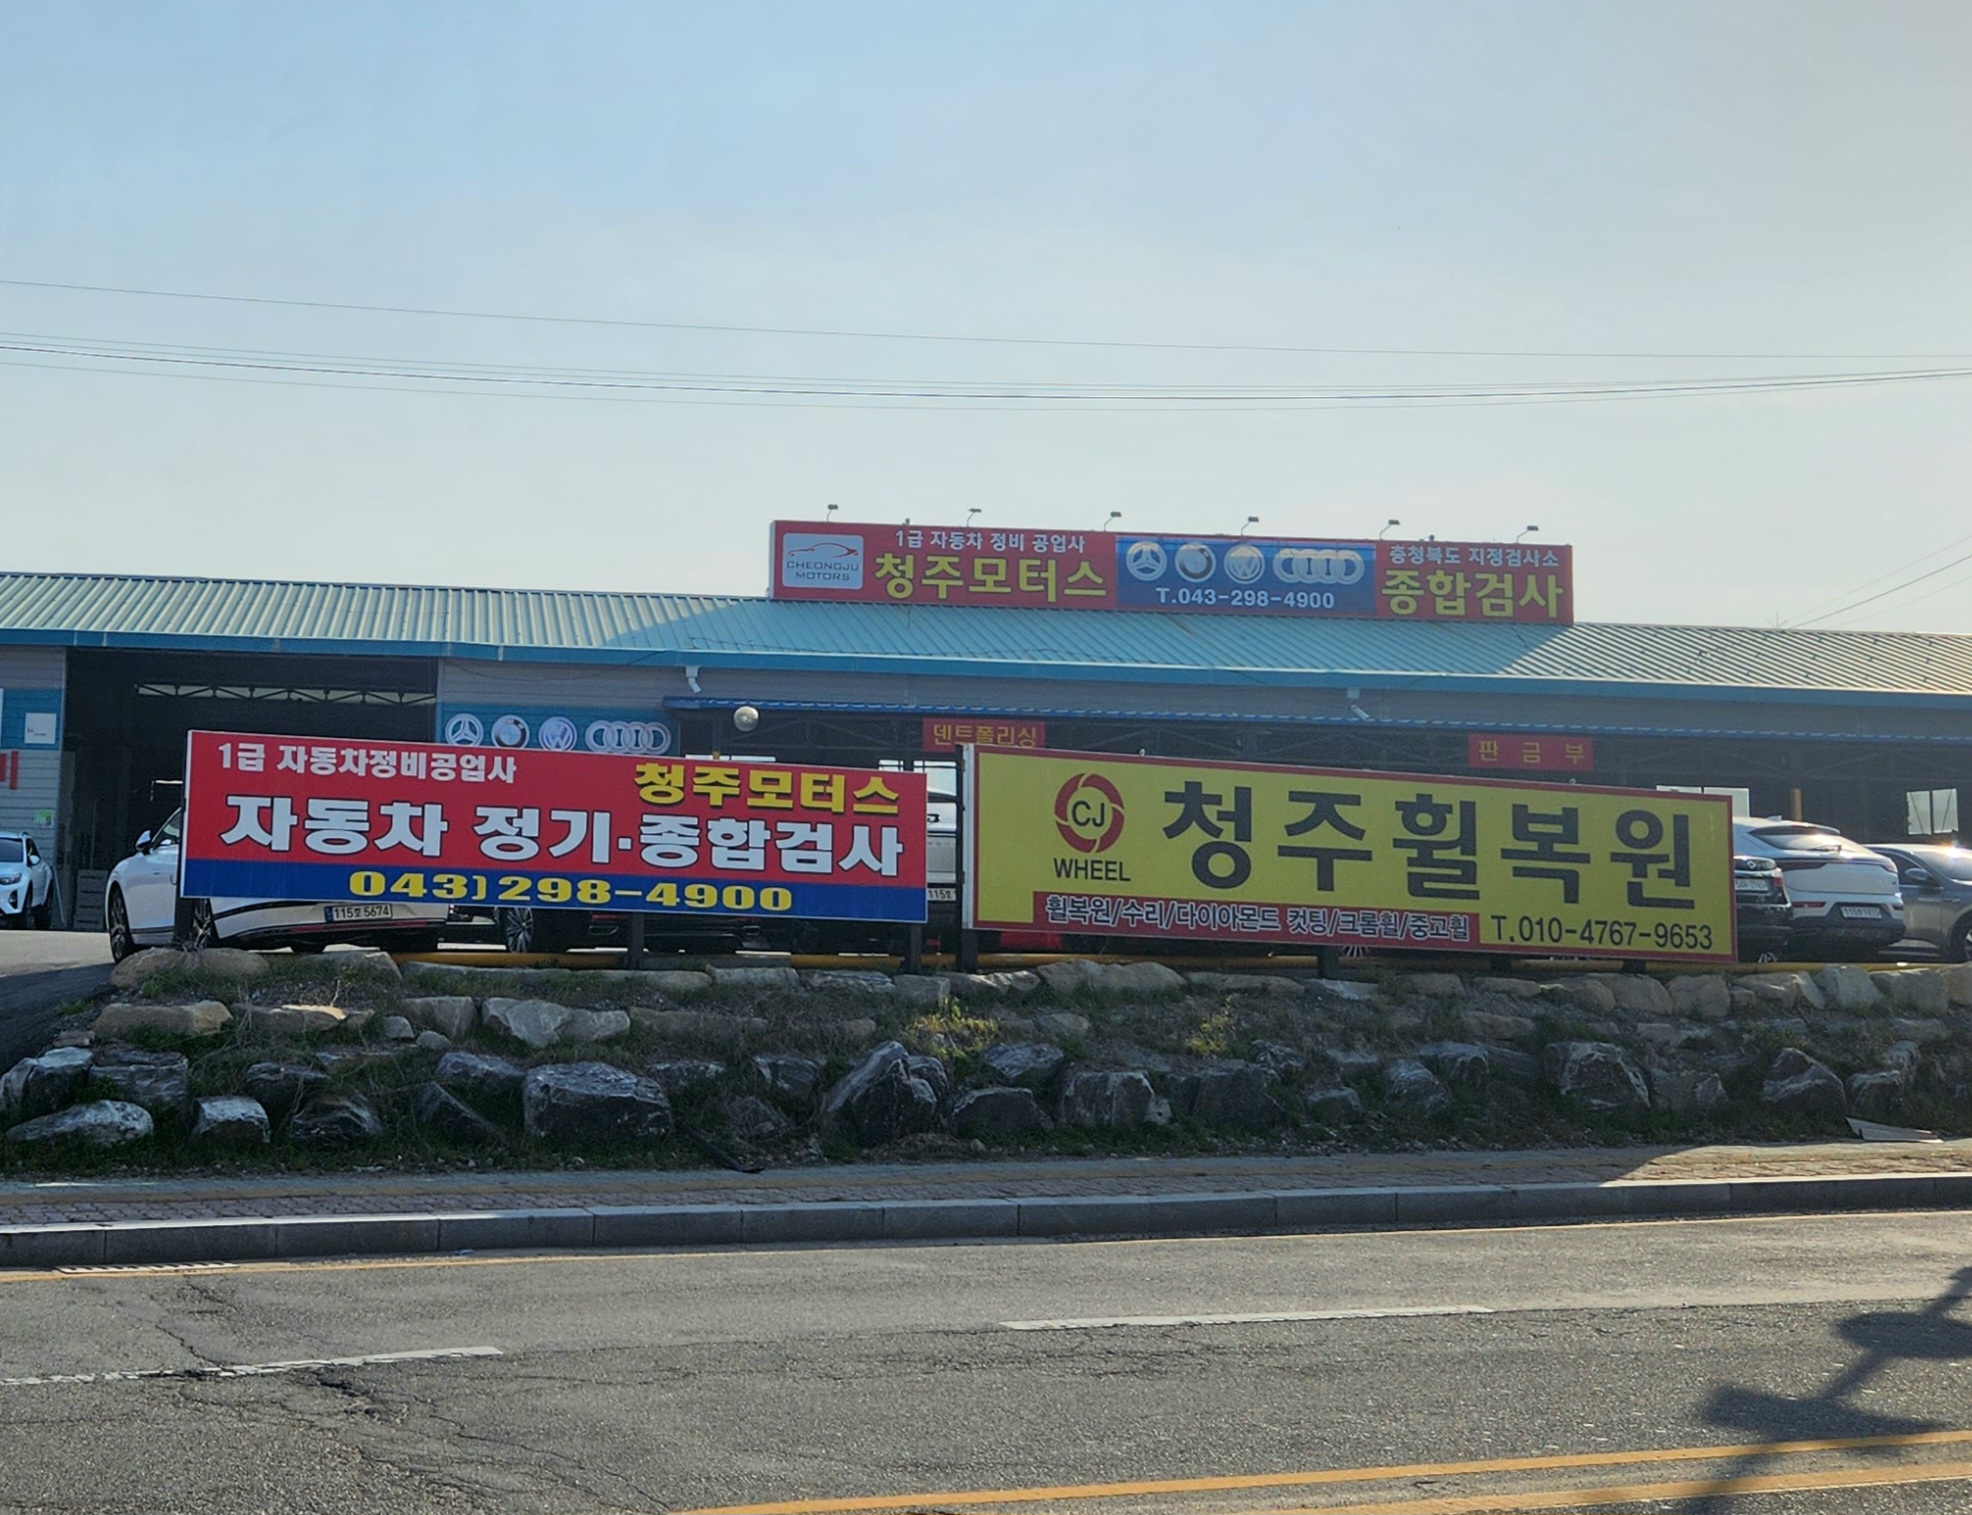 CHEONGJU
MOTORS
1급 자동차 정비 공업사
청주모터스
T.043-298-4900
충청북도 지정검사소
종합검사
덴트폴리싱
판금부
1급 자동차정비공업사
청주모터스
자동차 정기·종합검사
043)298-4900
CJ
WHEEL
청주휠복원
휠복원/수리/다이아몬드 컷팅/크롬휠/중고휠
T.010-4767-9653
115모 5674